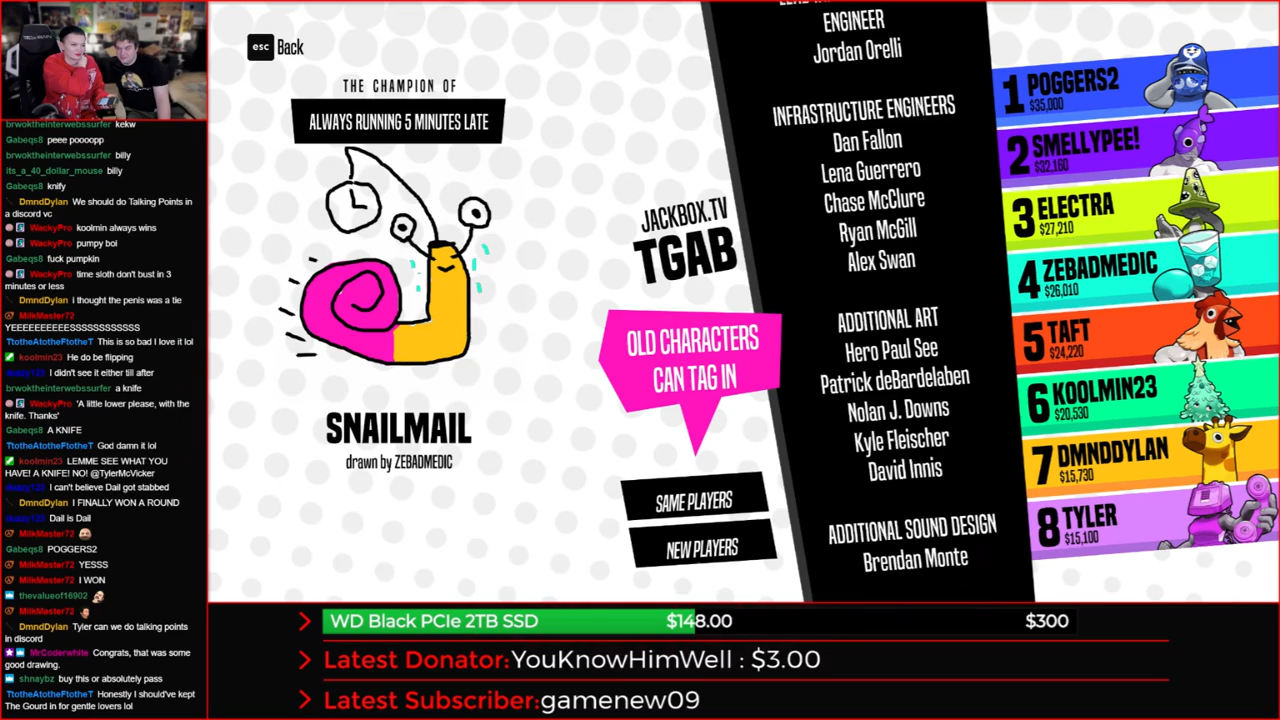 brwoktheinterwebssurfer kekw
Gabeqs8 peee poooopp
brwoktheinterwebssurfer billy
its_a_40_dollar_mouse billy
Gabeqs8 knify
DmndDylan We should do Talking Points in
a discord vc
WackyPro koolmin always wins
WackyPro pumpy boi
Gabeqs8 fuck pumpkin
WackyPro time sloth don't bust in 3
minutes or less
DmndDylan i thought the penis was a tie
MilkMaster72
YEEEEEEEEEESSSSSSSSSSSS
TtotheAtotheFtotheT This is so bad I love it lol
koolmin23 He do be flipping
I didn't see it either till after
brwoktheinterwebssurfer a knife
WackyPro 'A little lower please, with the
knife. Thanks'
Gabeqs8 A KNIFE
TtotheAtotheFtotheT God damn it lol
koolmin23 LEMME SEE WHAT YOU
HAVE! A KNIFE! NO! @TylerMcVicker
I can't believe Dail got stabbed
DmndDylan I FINALLY WON A ROUND
Dail is Dail
MilkMaster72
Gabeqs8 POGGERS2
MilkMaster72 YESSS
MilkMaster72 I WON
thevalueof16902
MilkMaster72
DmndDylan Tyler can we do talking points
in discord
MrCoderwhite Congrats, that was some
good drawing.
shnaybz buy this or absolutely pass
TtotheAtotheFtotheT Honestly I should've kept
The Gourd in for gentle lovers lol
esc Back
THE CHAMPION OF
ALWAYS RUNNING 5 MINUTES LATE
SNAILMAIL
drawn by ZEBADMEDIC
JACKBOX.TV
TGAB
OLD CHARACTERS
CAN TAG IN
SAME PLAYERS
NEW PLAYERS
ENGINEER
Jordan Orelli
INFRASTRUCTURE ENGINEERS
Dan Fallon
Lena Guerrero
Chase McClure
Ryan McGill
Alex Swan
ADDITIONAL ART
Hero Paul See
Patrick deBardelaben
Nolan J. Downs
Kyle Fleischer
David Innis
ADDITIONAL SOUND DESIGN
Brendan Monte
1 POGGERS2
$35,000
2 SMELLYPEE!
$32,160
3 ELECTRA
$27,210
4 ZEBADMEDIC
$26,010
5 TAFT
$24,220
6 KOOLMIN23
$20,530
7 DMNDDYLAN
$15,730
8 TYLER
$15,100
WD Black PCIe 2TB SSD $148.00 $300
Latest Donator:YouKnowHimWell : $3.00
Latest Subscriber:gamenew09